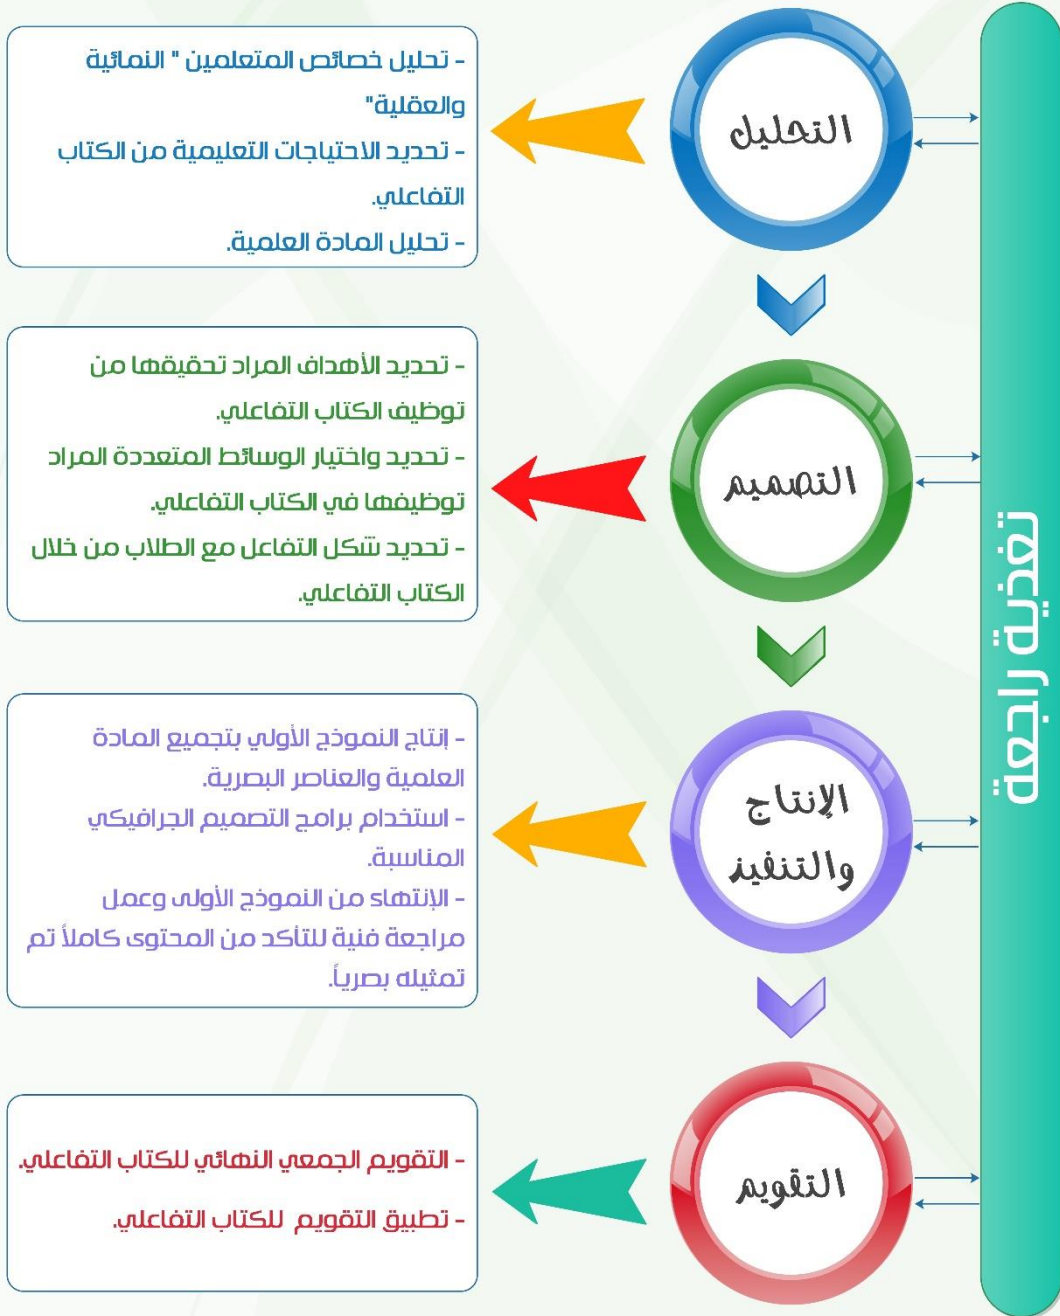 التحليل
- تحليل خصائص المتعلمين " النمائية
والعقلية"
- تحديد الاحتياجات التعليمية من الكتاب
التفاعلي.
- تحليل المادة العلمية.
التصميم
- تحديد الأهداف المراد تحقيقها من
توظيف الكتاب التفاعلي.
- تحديد واختيار الوسائط المتعددة المراد
توظيفها في الكتاب التفاعلي.
- تحديد شكل التفاعل مع الطلاب من خلال
الكتاب التفاعلي.
الإنتاج
والتنفيذ
- إنتاج النموذج الأولي بتجميع المادة
العلمية والعناصر البصرية.
- استخدام برامج التصميم الجرافيكي
المناسبة.
- الإنتهاء من النموذج الأولى وعمل
مراجعة فنية للتأكد من المحتوى كاملاً تم
تمثيله بصرياً.
التقويم
- التقويم الجمعي النهائي للكتاب التفاعلي.
- تطبيق التقويم للكتاب التفاعلي.
تغذية راجعة